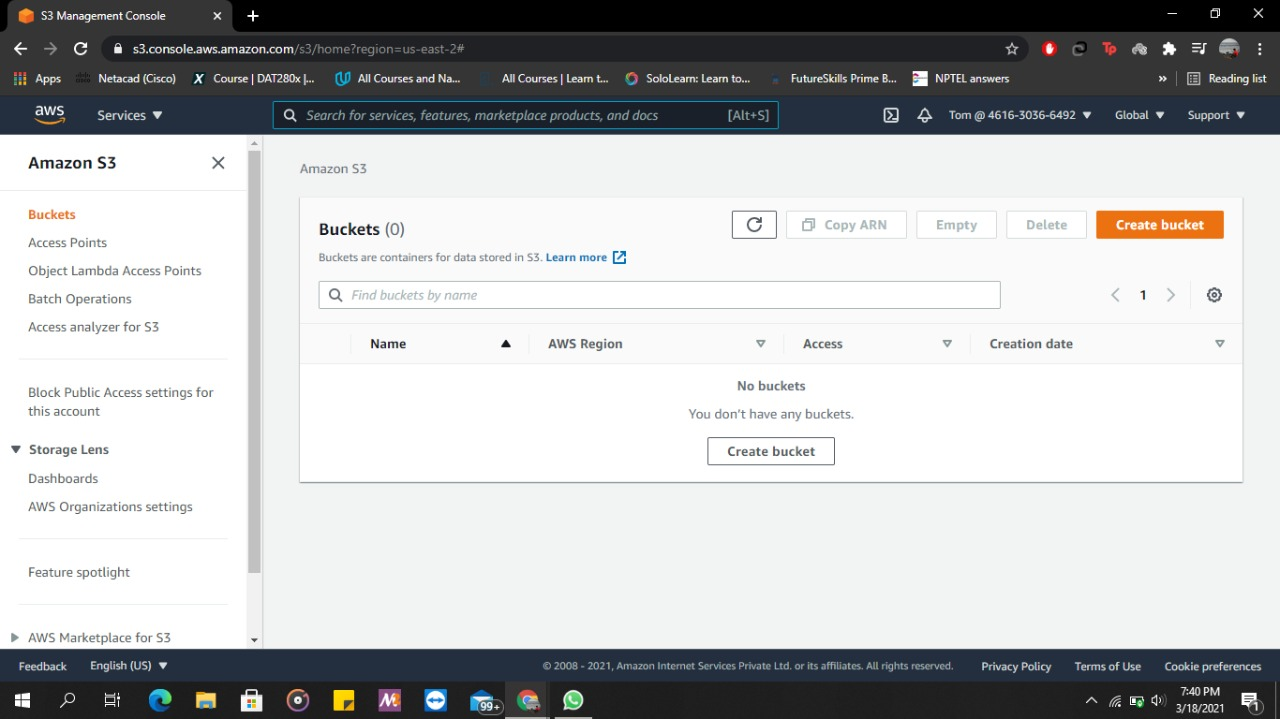 S3 Management Console
s3.console.aws.amazon.com/s3/home?region=us-east-2#
Apps Netacad (Cisco) Course | DAT280x |... All Courses and Na... All Courses | Learn t... SoloLearn: Learn to... FutureSkills Prime B... NPTEL answers » Reading list
aws Services Search for services, features, marketplace products, and docs [Alt+S] Tom @ 4616-3036-6492 Global Support
Amazon S3
Buckets
Access Points
Object Lambda Access Points
Batch Operations
Access analyzer for S3
Block Public Access settings for
this account
Storage Lens
Dashboards
AWS Organizations settings
Feature spotlight
AWS Marketplace for S3
Amazon S3
Buckets (0) Copy ARN Empty Delete Create bucket
Buckets are containers for data stored in S3. Learn more
Find buckets by name 1
Name AWS Region Access Creation date
No buckets
You don't have any buckets.
Create bucket
Feedback English (US) © 2008 - 2021, Amazon Internet Services Private Ltd. or its affiliates. All rights reserved. Privacy Policy Terms of Use Cookie preferences
99+
7:40 PM
3/18/2021
1